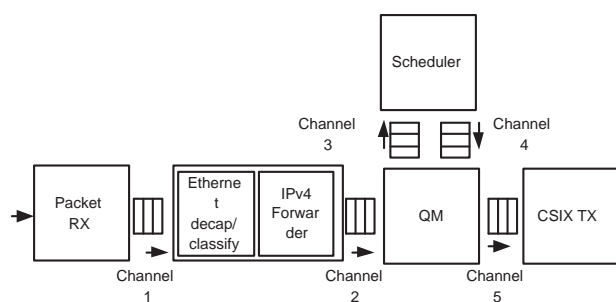 Scheduler
Channel
3
Channel
4
Packet
RX
Etherne
t
decap/
classify
IPv4
Forwar
der
QM
CSIX TX
Channel
1
Channel
2
Channel
5